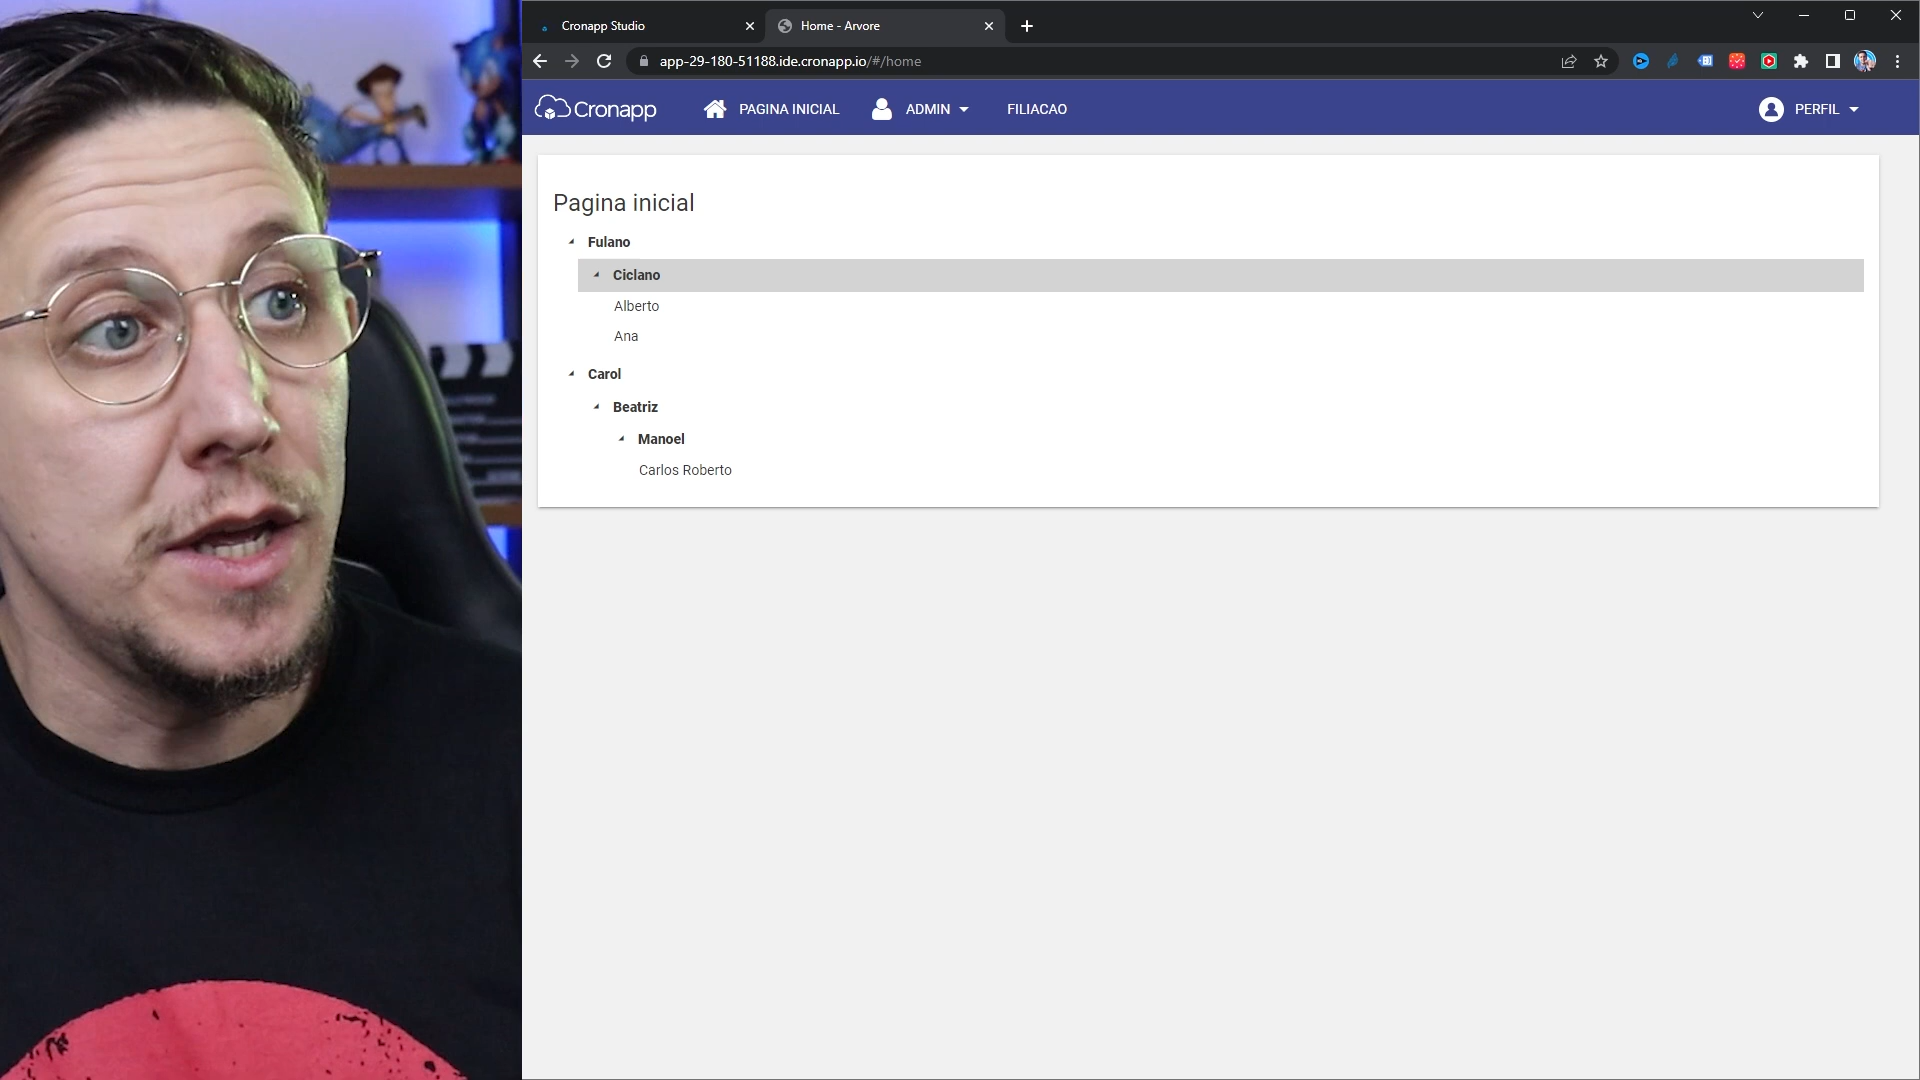 Cronapp Studio
Home - Arvore
app-29-180-51188.ide.cronapp.io/#/home
Cronapp
PAGINA INICIAL
ADMIN
FILIACAO
PERFIL
Pagina inicial
Fulano
Ciclano
Alberto
Ana
Carol
Beatriz
Manoel
Carlos Roberto